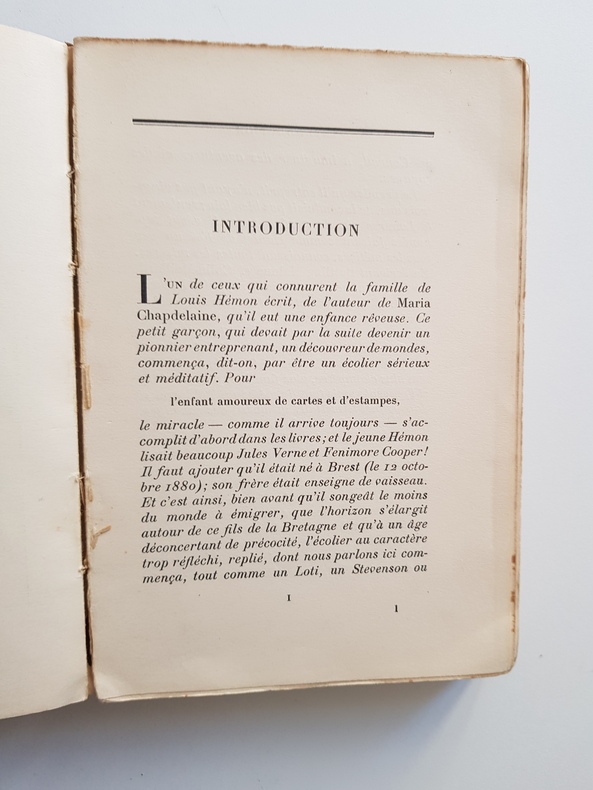 INTRODUCTION
L'UN de ceux qui connurent la famille de
Louis Hémon écrit, de l'auteur de Maria
Chapdelaine, qu'il eut une enfance rêveuse. Ce
petit garçon, qui devait par la suite devenir un
pionnier entreprenant, un découvreur de mondes,
commença, dit-on, par être un écolier sérieux
et méditatif. Pour
l'enfant amoureux de cartes et d'estampes,
le miracle — comme il arrive toujours — s'ac-
complit d'abord dans les livres; et le jeune Hémon
lisait beaucoup Jules Verne et Fenimore Cooper!
Il faut ajouter qu'il était né à Brest (le 12 octo-
bre 1880); son frère était enseigne de vaisseau.
Et c'est ainsi, bien avant qu'il songeât le moins
du monde à émigrer, que l'horizon s'élargit
autour de ce fils de la Bretagne et qu'à un âge
déconcertant de précocité, l'écolier au caractère
trop réfléchi, replié, dont nous parlons ici com-
mença, tout comme un Loti, un Stevenson ou
I
1